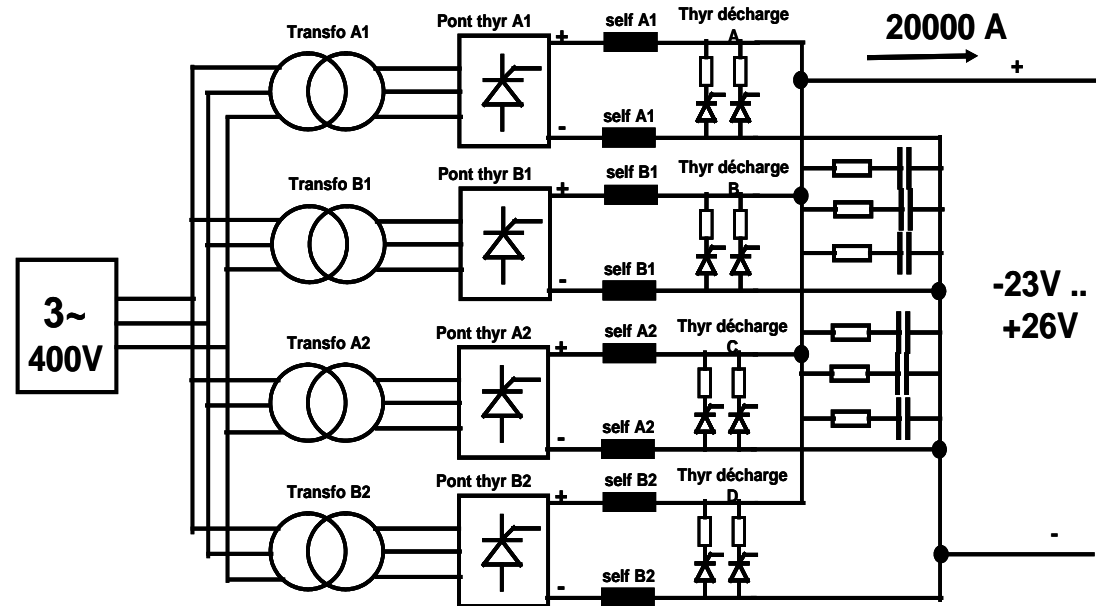 Transfo A1
Pont thyr A1
+
-
self A1
self A1
Thyr décharge
A
20000 A
+
Transfo B1
Pont thyr B1
+
-
self B1
self B1
Thyr décharge
B
3~
400V
-23V ..
+26V
Transfo A2
Pont thyr A2
+
-
self A2
self A2
Thyr décharge
C
Transfo B2
Pont thyr B2
+
-
self B2
self B2
Thyr décharge
D
-